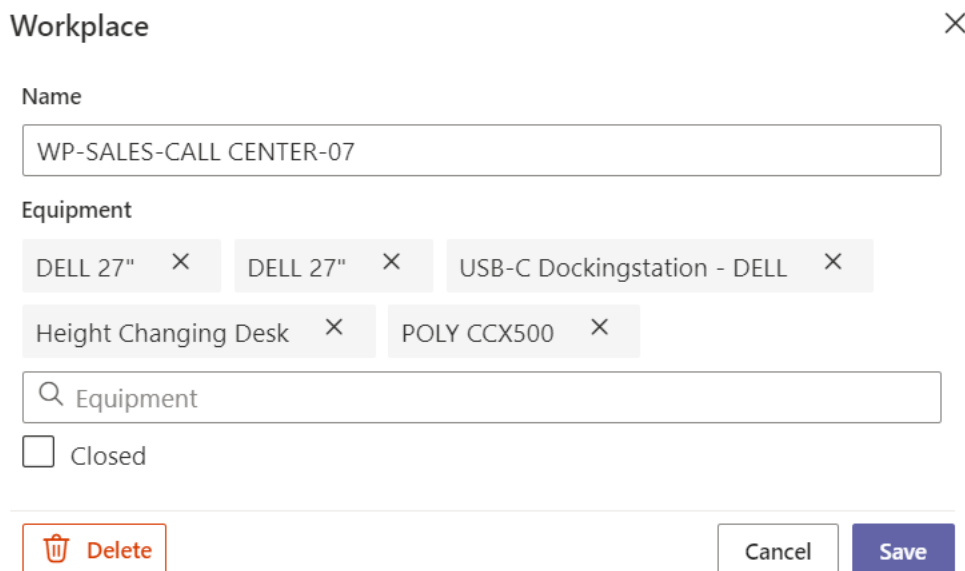 Workplace
Name
WP-SALES-CALL CENTER-07
Equipment
DELL 27" DELL 27" USB-C Dockingstation - DELL
Height Changing Desk POLY CCX500
Equipment
Closed
Delete Cancel Save